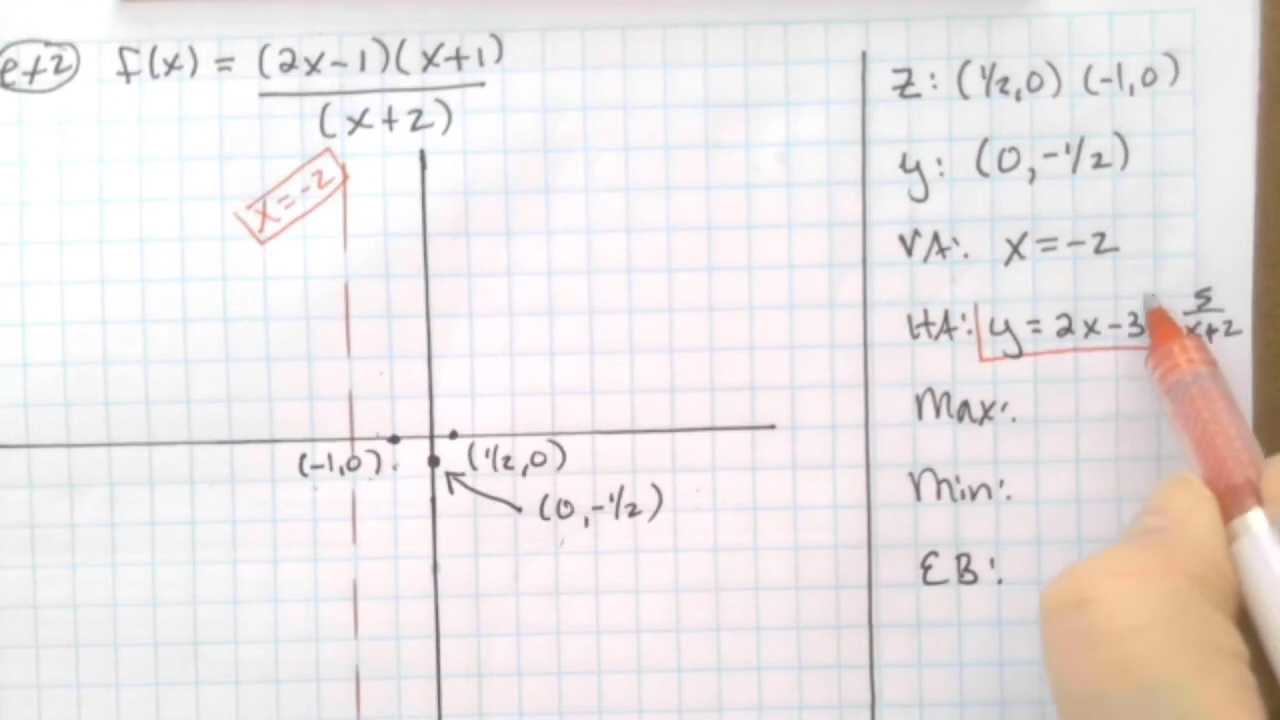 e+2) f(x) = (2x-1)(x+1)
(x+2)
x=-2
(-1,0)
(1/2,0)
(0,-1/2)
Z: (1/2,0) (-1,0)
y: (0,-1/2)
VA: x=-2
HA: y = 2x-3 5/x+2
Max:
Min:
EB: